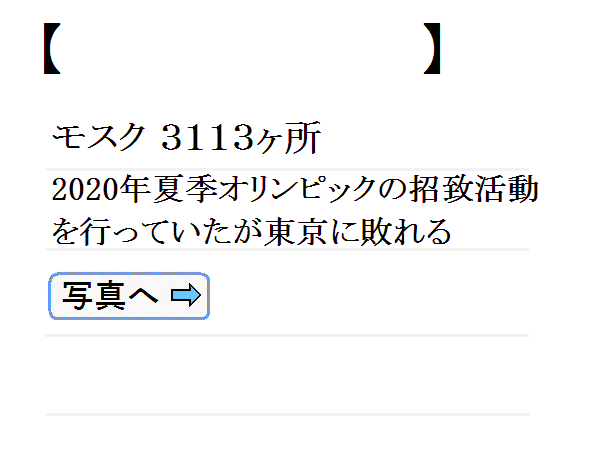 【　　　　　　　】
モスク 3113ヶ所
2020年夏季オリンピックの招致活動
を行っていたが東京に敗れる
写真へ ⇨